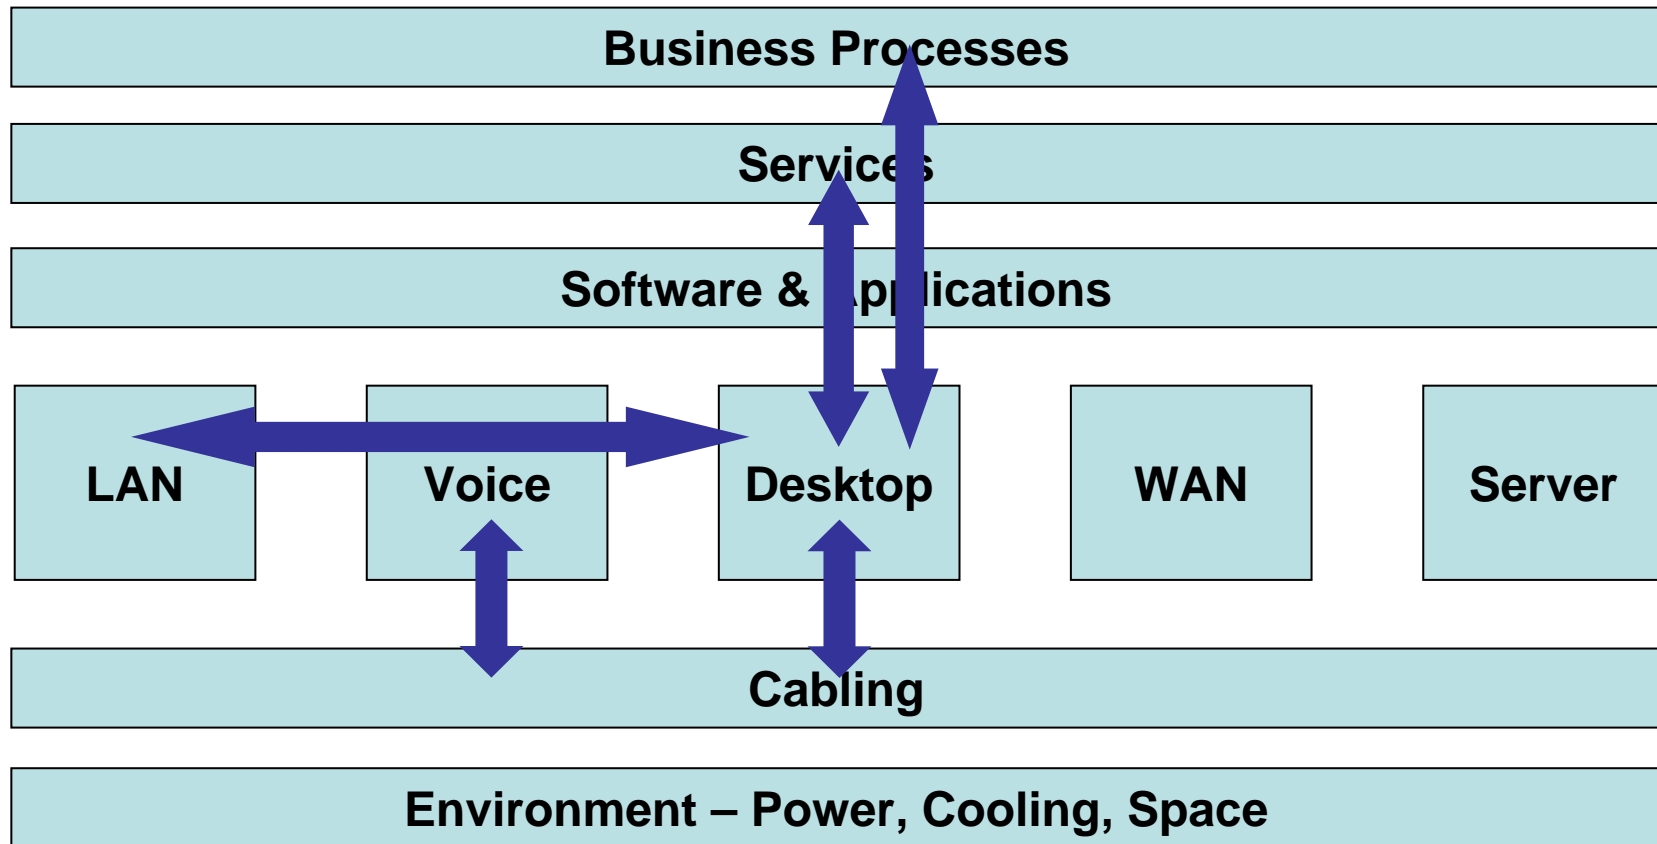 Business Processes
Services
Software & Applications
LAN
Voice
Desktop
WAN
Server
Cabling
Environment – Power, Cooling, Space